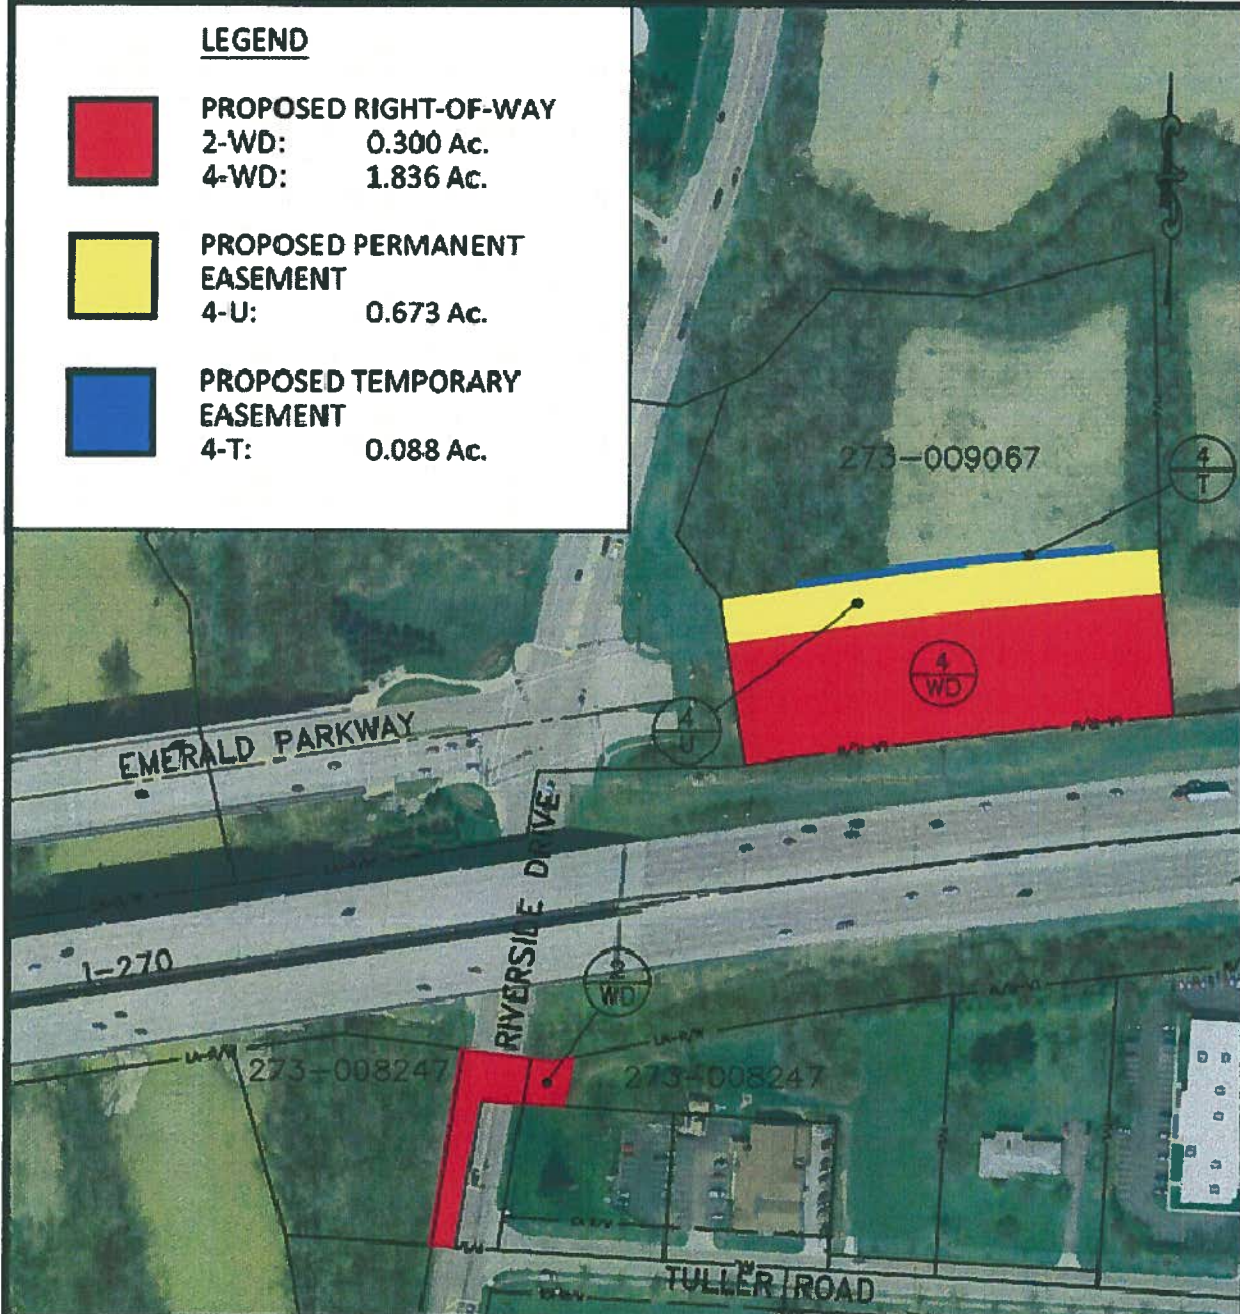 LEGEND
PROPOSED RIGHT-OF-WAY
2-WD: 0.300 Ac.
4-WD: 1.836 Ac.
PROPOSED PERMANENT
EASEMENT
4-U: 0.673 Ac.
PROPOSED TEMPORARY
EASEMENT
4-T: 0.088 Ac.
273-009067
4
T
4
WD
4
U
EMERALD PARKWAY
RIVERSIDE DRIVE
I-270
WD
LA-R/W
LA-R/W
273-008247
273-008247
TULLER ROAD